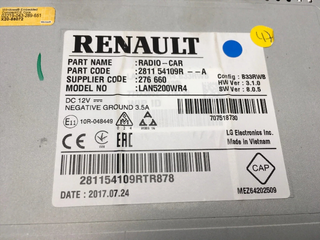 RENAULT
PART NAME : RADIO-CAR
PART CODE : 281154109R --A
SUPPLIER CODE : 276 660
MODEL NO : LAN5200WR4
Config : B33RWB
HW Ver : 3.1.0
SW Ver : 8.0.5
DC 12V
NEGATIVE GROUND 3.5A
707518730
E11 10R-048449
LG Electronics Inc.
Made in Vietnam
281154109RTR878
DATE : 2017.07.24
CAP
MEZ64202509
47